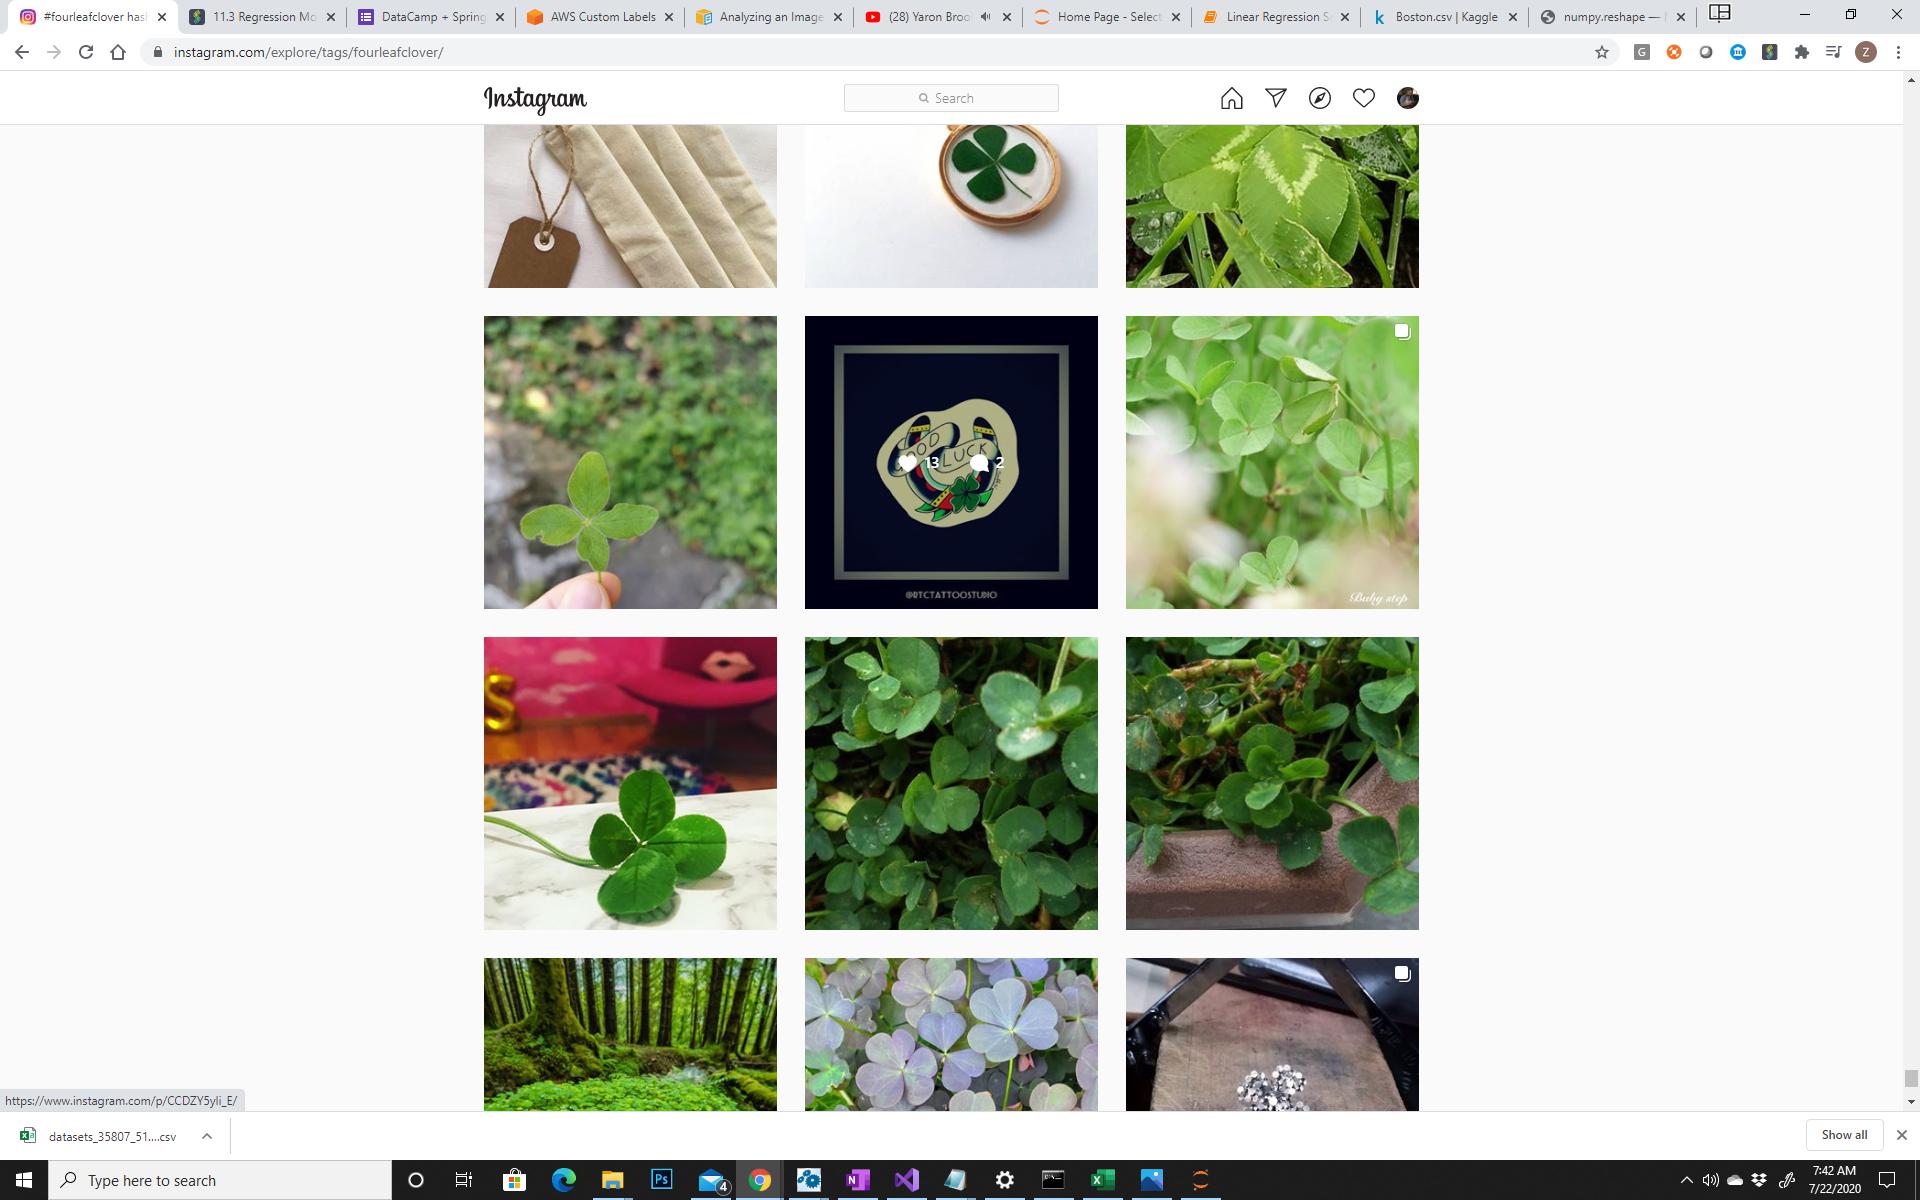 #fourleafclover has
11.3 Regression Mo
DataCamp + Spring
AWS Custom Labels
Analyzing an Image
(28) Yaron Broo
Home Page - Select
Linear Regression S
Boston.csv | Kaggle
numpy.reshape —
instagram.com/explore/tags/fourleafclover/
G
Z
Instagram
Search
GOOD
LUCK
13
2
@RTCTATTOOSTUDIO
Baby step
S
https://www.instagram.com/p/CCDZY5yli_E/
datasets_35807_51....csv
Show all
Type here to search
Ps
4
N
7:42 AM
7/22/2020